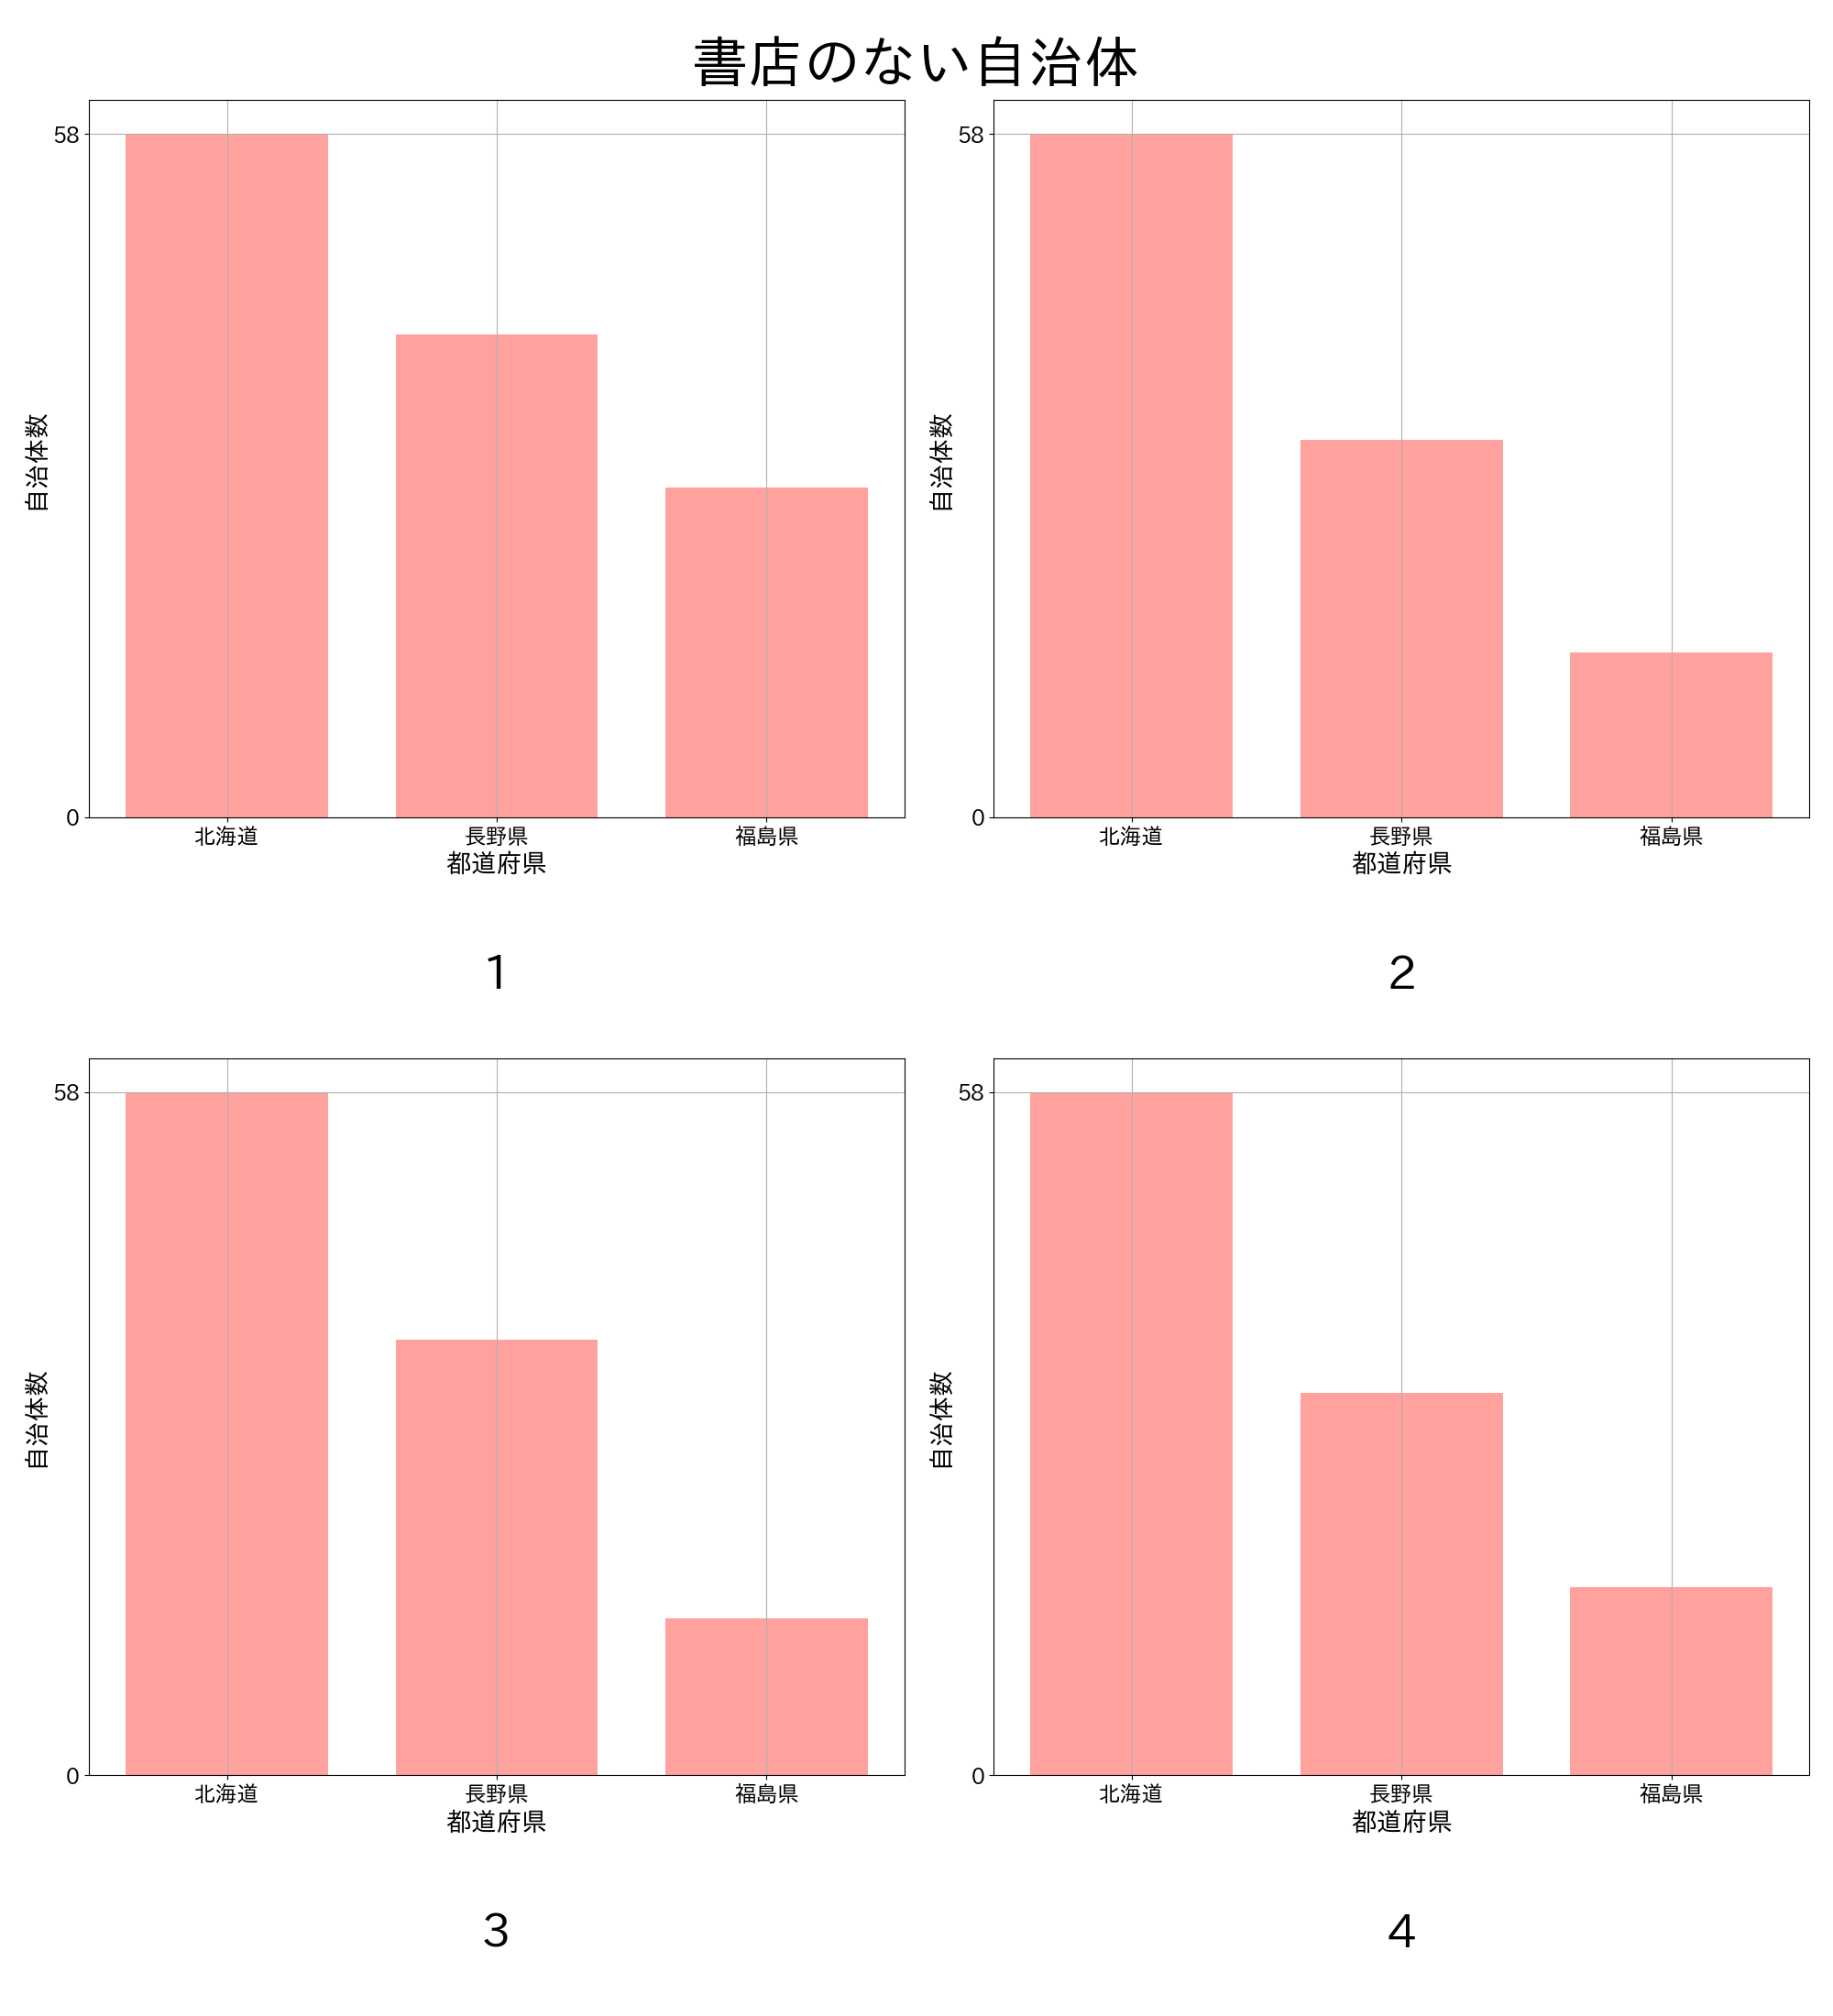 書店のない自治体
58
0
自治体数
北海道 長野県 福島県
都道府県
1
58
0
自治体数
北海道 長野県 福島県
都道府県
2
58
0
自治体数
北海道 長野県 福島県
都道府県
3
58
0
自治体数
北海道 長野県 福島県
都道府県
4